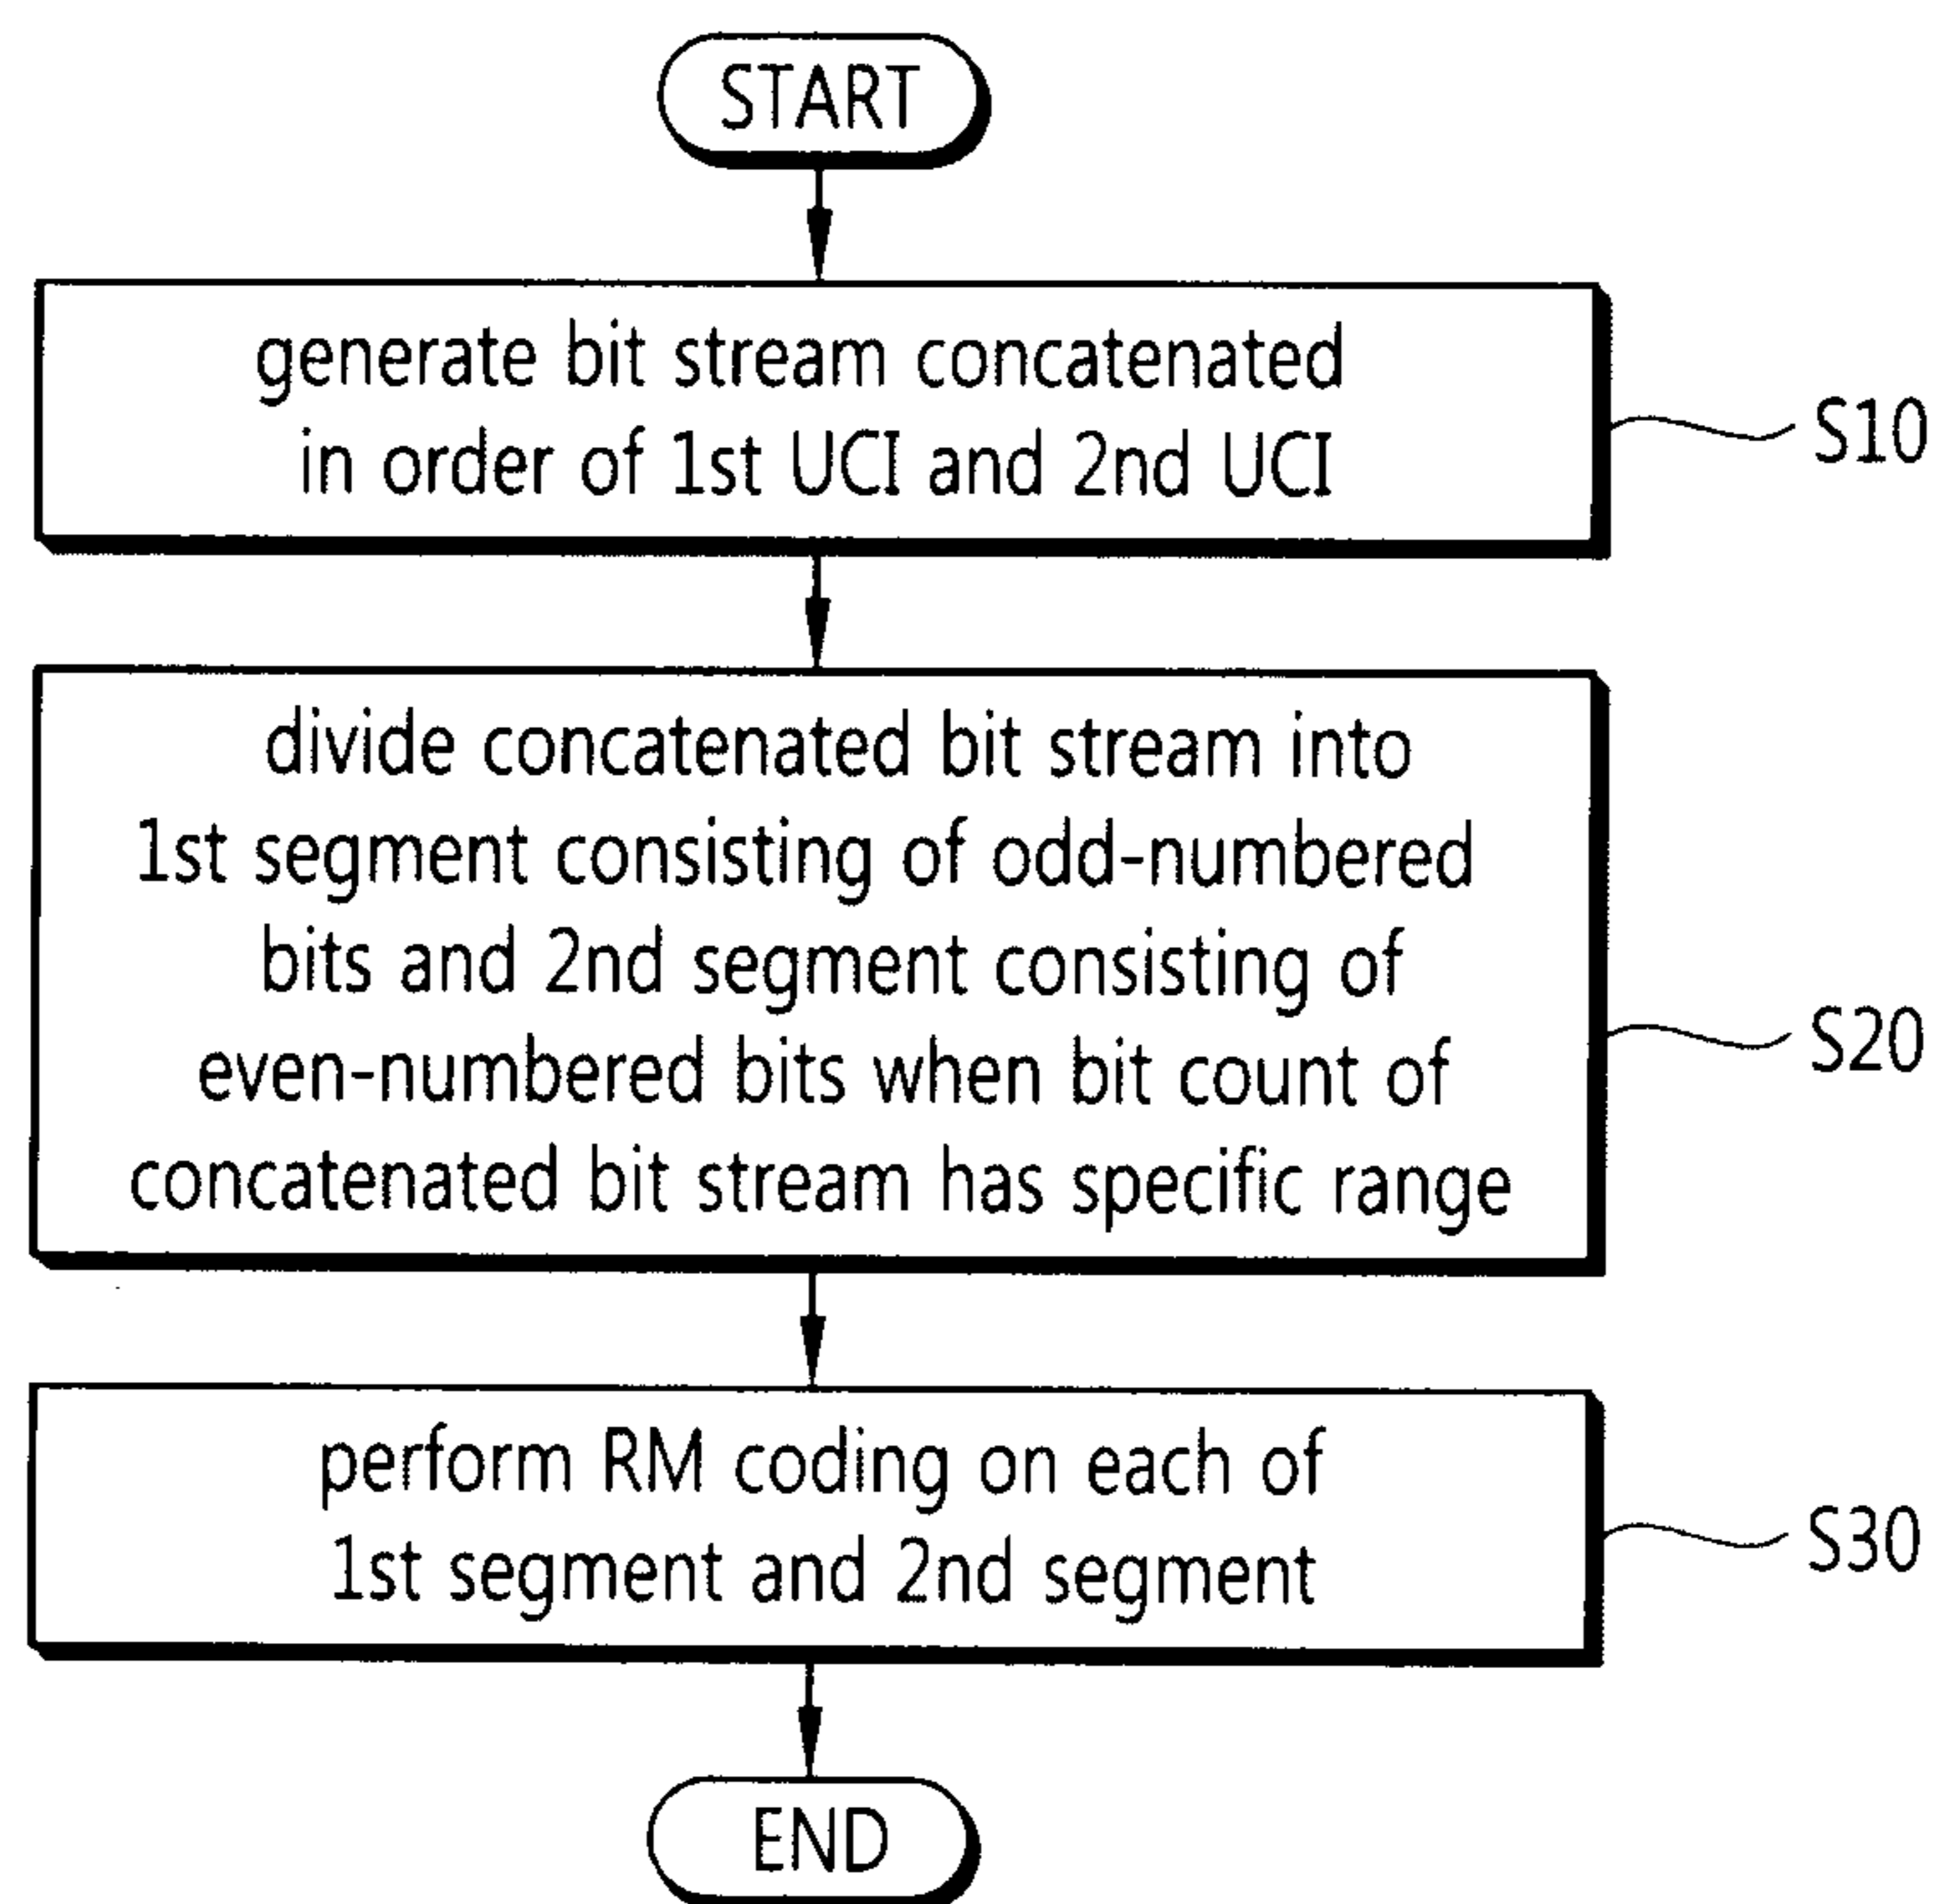 START
generate bit stream concatenated
in order of 1st UCI and 2nd UCI
S10
divide concatenated bit stream into
1st segment consisting of odd-numbered
bits and 2nd segment consisting of
even-numbered bits when bit count of
concatenated bit stream has specific range
S20
perform RM coding on each of
1st segment and 2nd segment
S30
END